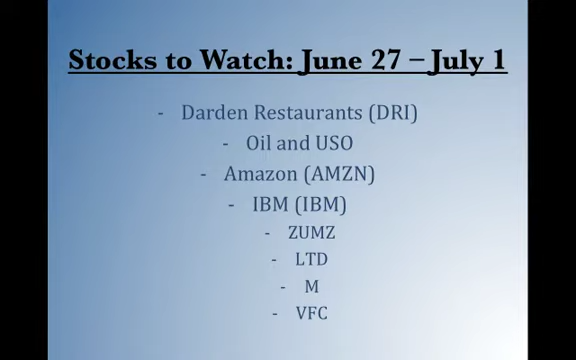 Stocks to Watch: June 27 – July 1
- Darden Restaurants (DRI)
- Oil and USO
- Amazon (AMZN)
- IBM (IBM)
- ZUMZ
- LTD
- M
- VFC